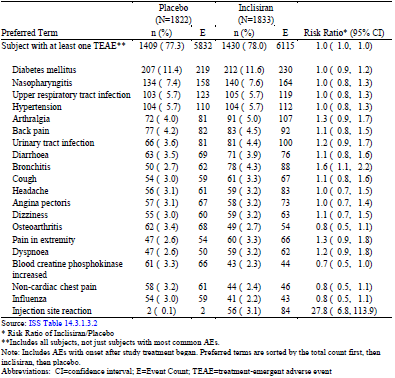 Placebo Inclisiran
(N=1822) (N=1833)
Preferred Term n (%) E n (%) E Risk Ratio* (95% CI)
Subject with at least one TEAE** 1409 (77.3) 5832 1430 (78.0) 6115 1.0 ( 1.0, 1.0)
Diabetes mellitus 207 (11.4) 219 212 (11.6) 230 1.0 ( 0.9, 1.2)
Nasopharyngitis 134 ( 7.4) 158 140 ( 7.6) 164 1.0 ( 0.8, 1.3)
Upper respiratory tract infection 103 ( 5.7) 123 105 ( 5.7) 119 1.0 ( 0.8, 1.3)
Hypertension 104 ( 5.7) 110 104 ( 5.7) 112 1.0 ( 0.8, 1.3)
Arthralgia 72 ( 4.0) 81 91 ( 5.0) 107 1.3 ( 0.9, 1.7)
Back pain 77 ( 4.2) 82 83 ( 4.5) 92 1.1 ( 0.8, 1.5)
Urinary tract infection 66 ( 3.6) 81 81 ( 4.4) 100 1.2 ( 0.9, 1.7)
Diarrhoea 63 ( 3.5) 69 71 ( 3.9) 76 1.1 ( 0.8, 1.6)
Bronchitis 50 ( 2.7) 62 78 ( 4.3) 88 1.6 ( 1.1, 2.2)
Cough 54 ( 3.0) 59 61 ( 3.3) 67 1.1 ( 0.8, 1.6)
Headache 56 ( 3.1) 61 59 ( 3.2) 83 1.0 ( 0.7, 1.5)
Angina pectoris 57 ( 3.1) 67 58 ( 3.2) 73 1.0 ( 0.7, 1.4)
Dizziness 55 ( 3.0) 60 59 ( 3.2) 63 1.1 ( 0.7, 1.5)
Osteoarthritis 62 ( 3.4) 68 49 ( 2.7) 54 0.8 ( 0.5, 1.1)
Pain in extremity 47 ( 2.6) 54 60 ( 3.3) 66 1.3 ( 0.9, 1.8)
Dyspnoea 47 ( 2.6) 50 59 ( 3.2) 62 1.2 ( 0.9, 1.8)
Blood creatine phosphokinase 61 ( 3.3) 66 43 ( 2.3) 44 0.7 ( 0.5, 1.0)
increased
Non-cardiac chest pain 58 ( 3.2) 61 44 ( 2.4) 46 0.8 ( 0.5, 1.1)
Influenza 54 ( 3.0) 59 41 ( 2.2) 43 0.8 ( 0.5, 1.1)
Injection site reaction 2 ( 0.1) 2 56 ( 3.1) 84 27.8 ( 6.8, 113.9)
Source: ISS Table 14.3.1.3.2
* Risk Ratio of Inclisiran/Placebo
**Includes all subjects, not just subjects with most common AEs.
Note: Includes AEs with onset after study treatment began. Preferred terms are sorted by the total count first, then
inclisiran, then placebo.
Abbreviations: CI=confidence interval; E=Event Count; TEAE=treatment-emergent adverse event